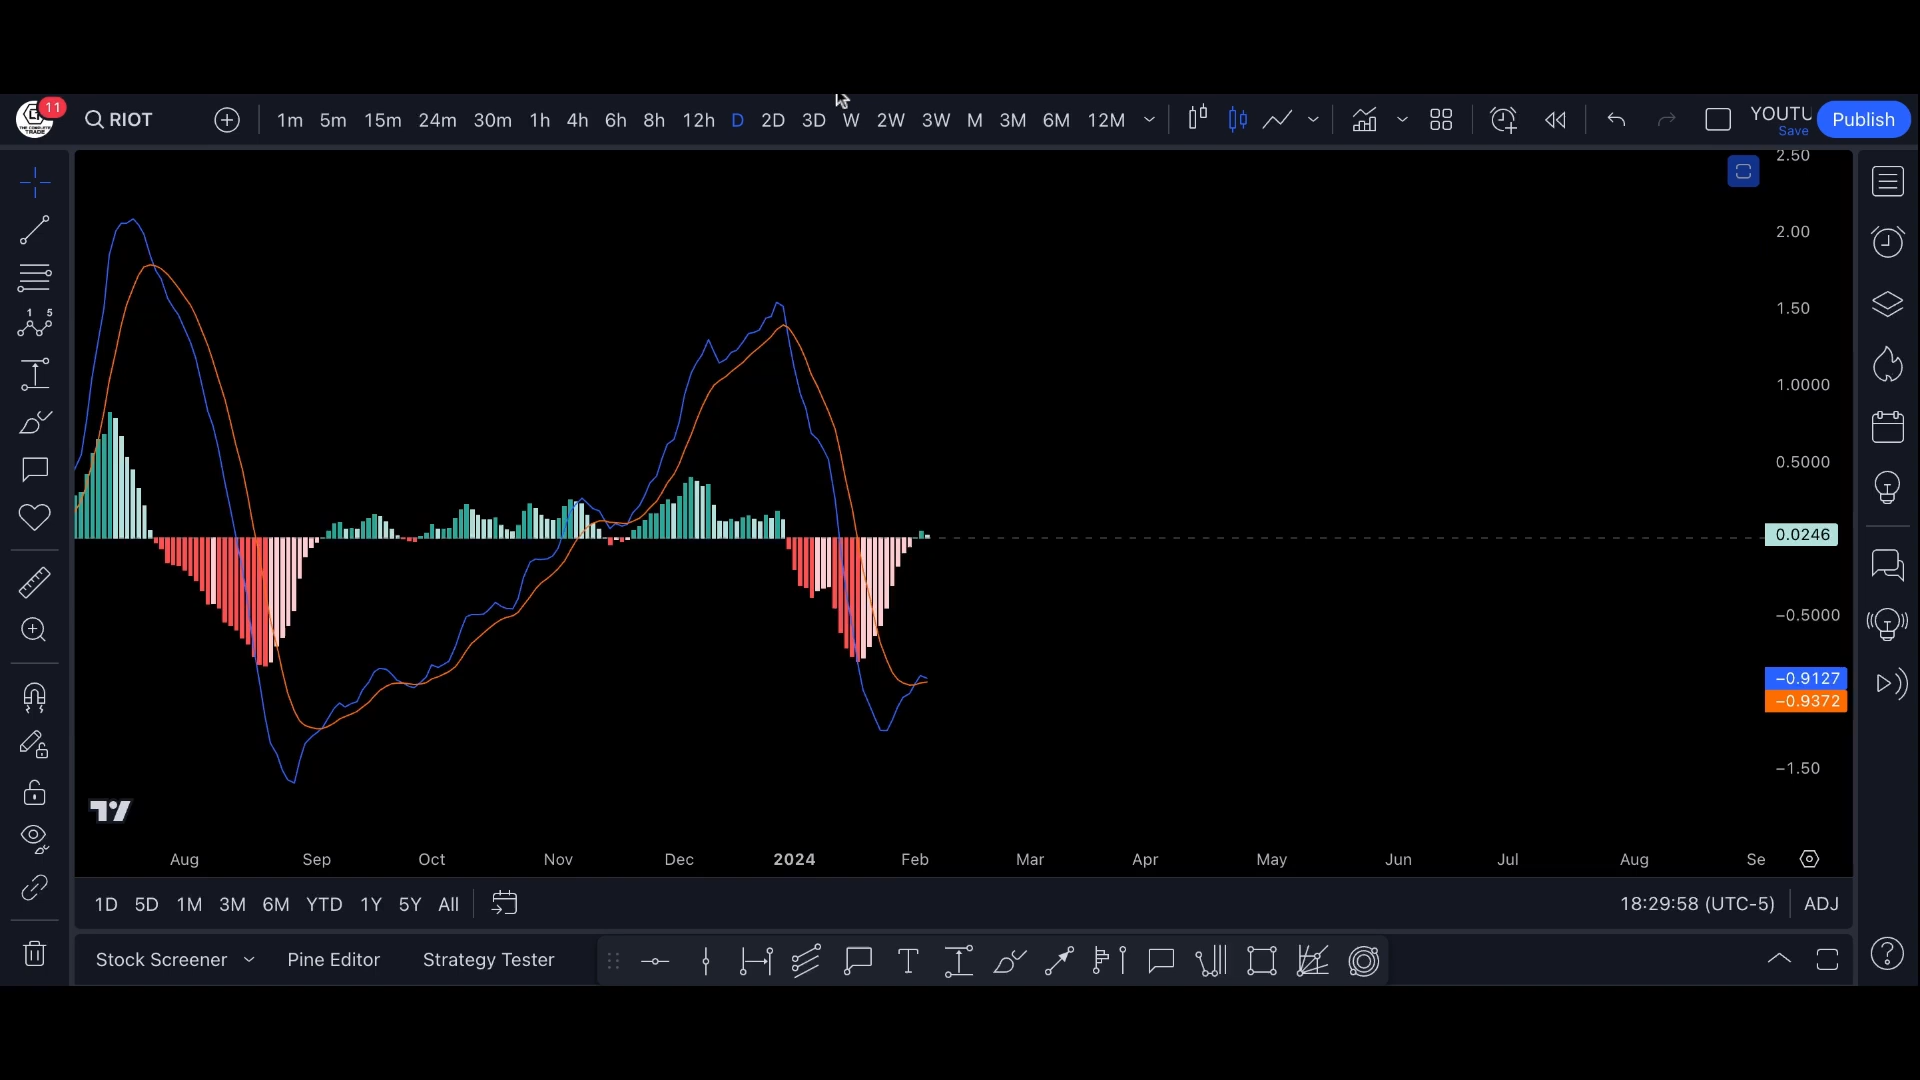 11
RIOT
1m 5m 15m 24m 30m 1h 4h 6h 8h 12h D 2D 3D W 2W 3W M 3M 6M 12M
YOUTU
Save
Publish
2.50
2.00
1.50
1.0000
0.5000
0.0246
−0.5000
−0.9127
−0.9372
−1.50
Aug Sep Oct Nov Dec 2024 Feb Mar Apr May Jun Jul Aug Se
1D 5D 1M 3M 6M YTD 1Y 5Y All
18:29:58 (UTC-5) ADJ
Stock Screener Pine Editor Strategy Tester